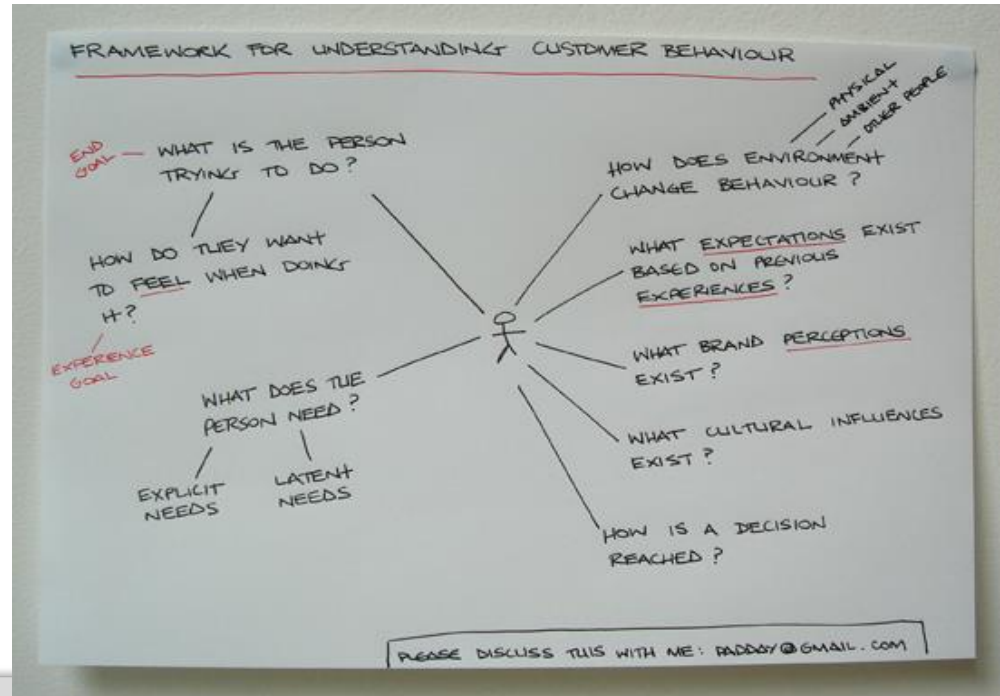 FRAMEWORK FOR UNDERSTANDING CUSTOMER BEHAVIOUR
END
GOAL
WHAT IS THE PERSON
TRYING TO DO?
HOW DO THEY WANT
TO FEEL WHEN DOING
IT?
EXPERIENCE
GOAL
WHAT DOES THE
PERSON NEED?
EXPLICIT
NEEDS
LATENT
NEEDS
PHYSICAL
AMBIENT
OTHER PEOPLE
HOW DOES ENVIRONMENT
CHANGE BEHAVIOUR?
WHAT EXPECTATIONS EXIST
BASED ON PREVIOUS
EXPERIENCES?
WHAT BRAND PERCEPTIONS
EXIST?
WHAT CULTURAL INFLUENCES
EXIST?
HOW IS A DECISION
REACHED?
PLEASE DISCUSS THIS WITH ME: PADDAY@GMAIL.COM